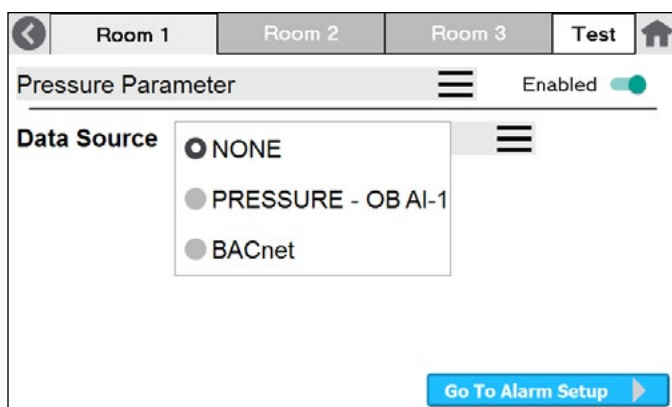 Room 1 Room 2 Room 3 Test
Pressure Parameter Enabled
Data Source
NONE
PRESSURE - OB AI-1
BACnet
Go To Alarm Setup